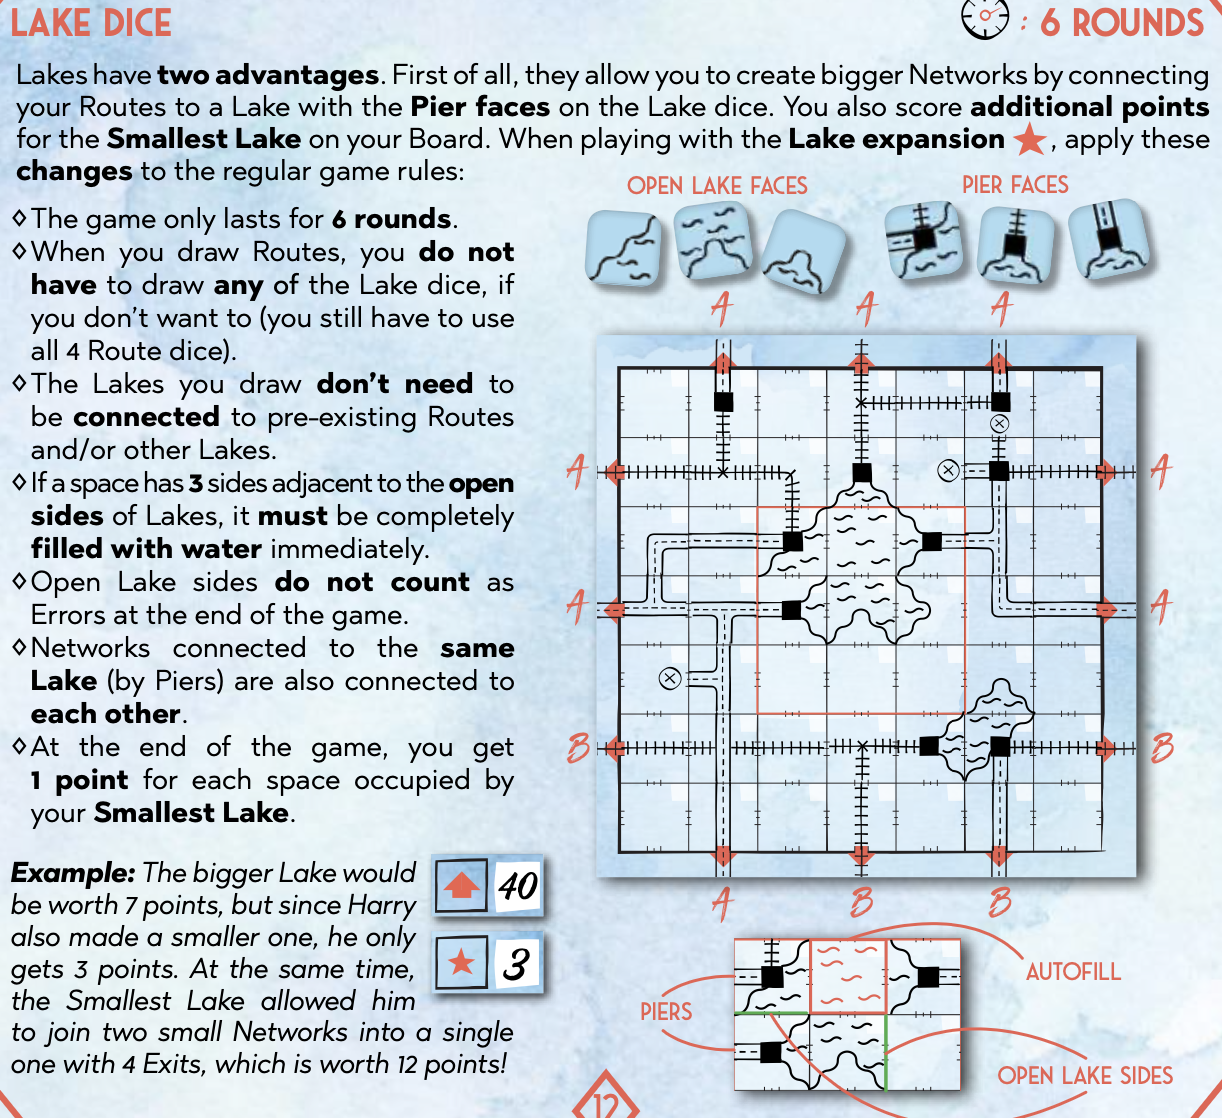 LAKE DICE
: 6 ROUNDS
Lakes have two advantages. First of all, they allow you to create bigger Networks by connecting
your Routes to a Lake with the Pier faces on the Lake dice. You also score additional points
for the Smallest Lake on your Board. When playing with the Lake expansion ★, apply these
changes to the regular game rules:
◊ The game only lasts for 6 rounds.
◊ When you draw Routes, you do not
have to draw any of the Lake dice, if
you don't want to (you still have to use
all 4 Route dice).
◊ The Lakes you draw don't need to
be connected to pre-existing Routes
and/or other Lakes.
◊ If a space has 3 sides adjacent to the open
sides of Lakes, it must be completely
filled with water immediately.
◊ Open Lake sides do not count as
Errors at the end of the game.
◊ Networks connected to the same
Lake (by Piers) are also connected to
each other.
◊ At the end of the game, you get
1 point for each space occupied by
your Smallest Lake.
Example: The bigger Lake would
be worth 7 points, but since Harry
also made a smaller one, he only
gets 3 points. At the same time,
the Smallest Lake allowed him
to join two small Networks into a single
one with 4 Exits, which is worth 12 points!
40
3
OPEN LAKE FACES
PIER FACES
A A A
A A
A A
B B
A B B
PIERS
AUTOFILL
OPEN LAKE SIDES
12